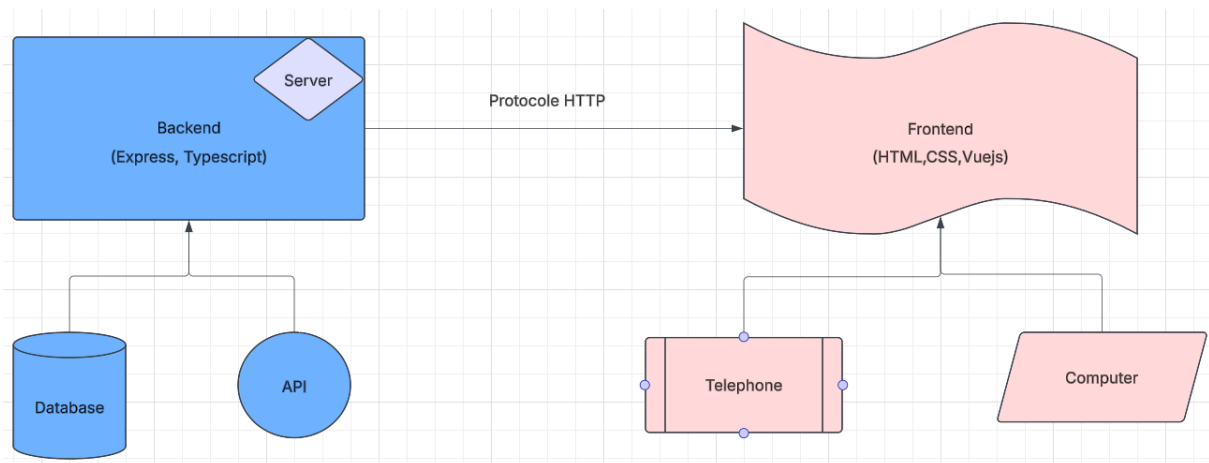 Server
Backend
(Express, Typescript)
Protocole HTTP
Frontend
(HTML,CSS,Vuejs)
Database
API
Telephone
Computer